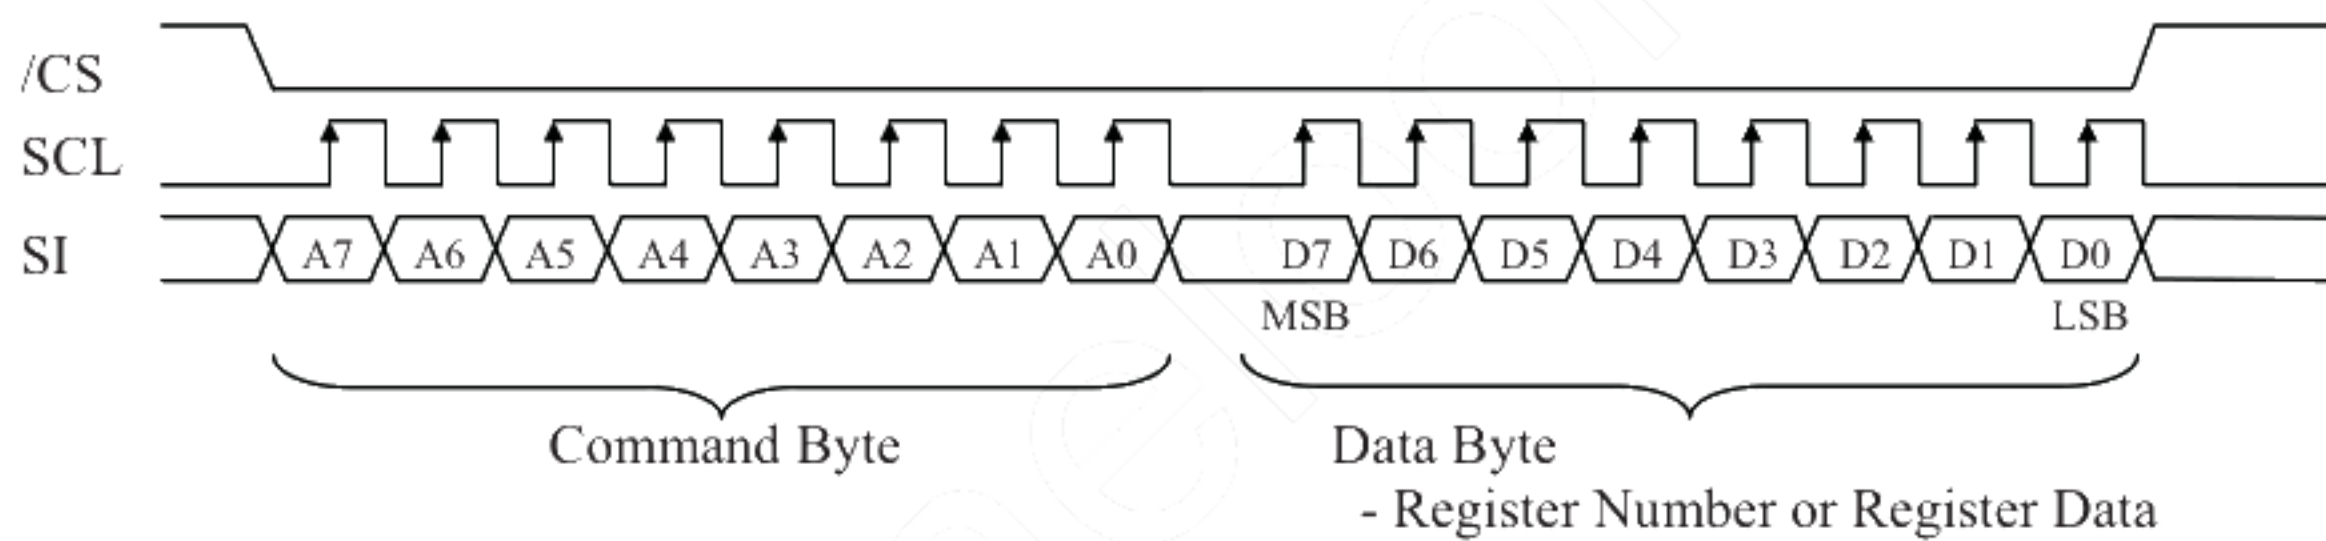 /CS
SCL
SI
A7 A6 A5 A4 A3 A2 A1 A0 D7 D6 D5 D4 D3 D2 D1 D0
MSB LSB
Command Byte
Data Byte
- Register Number or Register Data